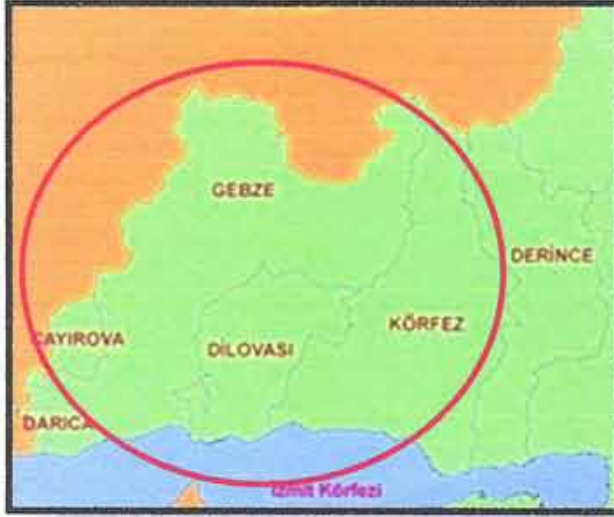 GEBZE
DERİNCE
KÖRFEZ
ÇAYIROVA
DİLOVASI
DARICA
İzmit Körfezi